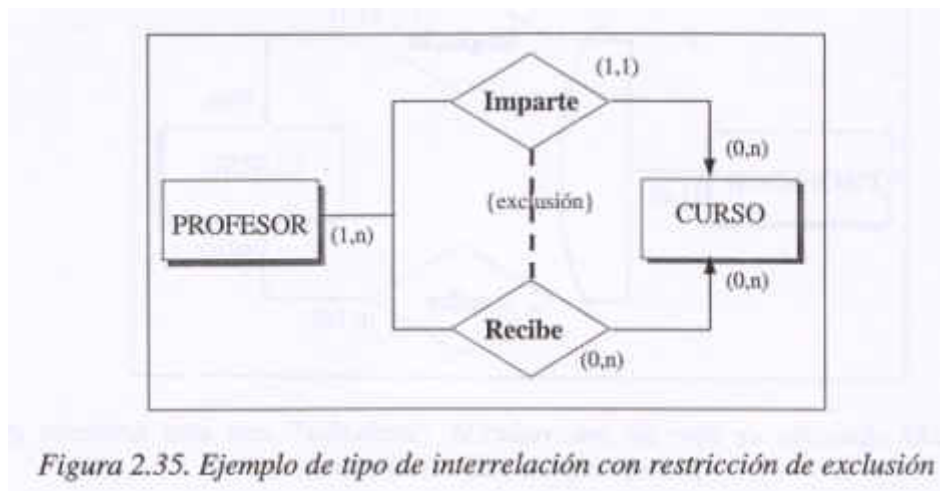 (1,1)
Imparte
(0,n)
{exclusión}
PROFESOR
CURSO
(1,n)
(0,n)
Recibe
(0,n)
Figura 2.35. Ejemplo de tipo de interrelación con restricción de exclusión